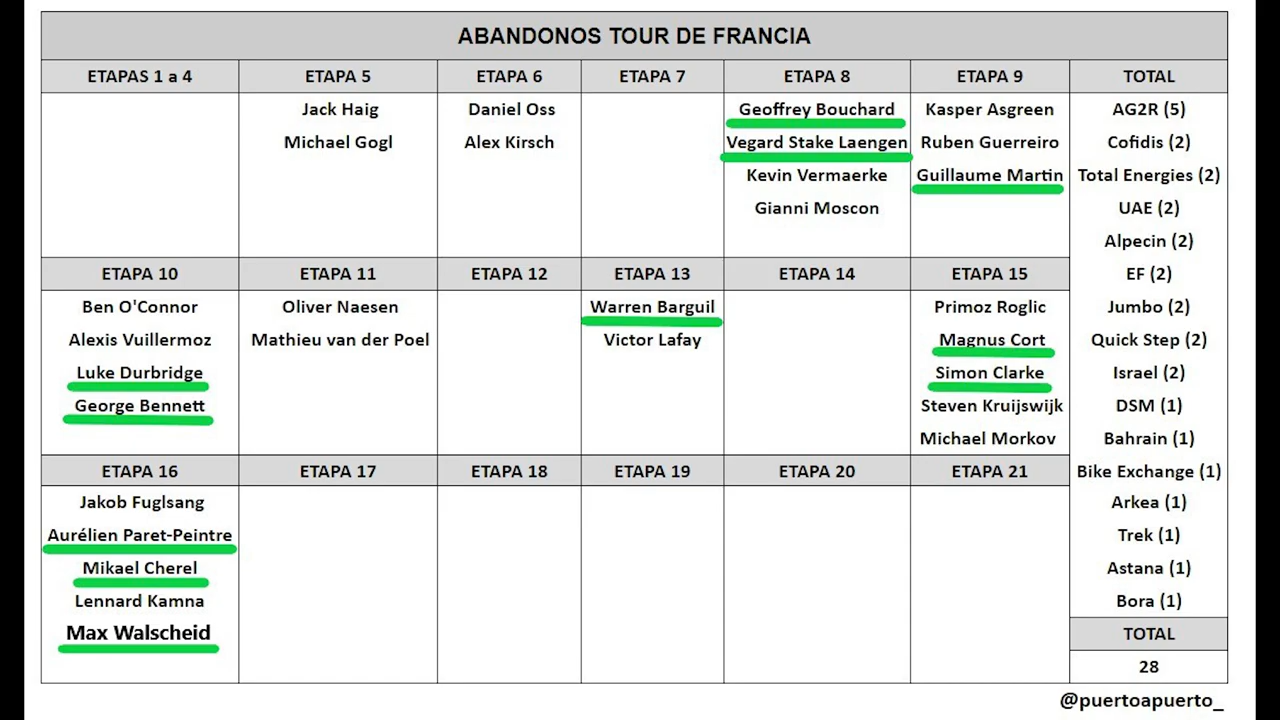 ABANDONOS TOUR DE FRANCIA
ETAPAS 1 a 4 ETAPA 5 ETAPA 6 ETAPA 7 ETAPA 8 ETAPA 9 TOTAL
Jack Haig Daniel Oss Geoffrey Bouchard Kasper Asgreen AG2R (5)
Michael Gogl Alex Kirsch Vegard Stake Laengen Ruben Guerreiro Cofidis (2)
Kevin Vermaerke Guillaume Martin Total Energies (2)
Gianni Moscon UAE (2)
Alpecin (2)
ETAPA 10 ETAPA 11 ETAPA 12 ETAPA 13 ETAPA 14 ETAPA 15 EF (2)
Ben O'Connor Oliver Naesen Warren Barguil Primoz Roglic Jumbo (2)
Alexis Vuillermoz Mathieu van der Poel Victor Lafay Magnus Cort Quick Step (2)
Luke Durbridge Simon Clarke Israel (2)
George Bennett Steven Kruijswijk DSM (1)
Michael Morkov Bahrain (1)
ETAPA 16 ETAPA 17 ETAPA 18 ETAPA 19 ETAPA 20 ETAPA 21 Bike Exchange (1)
Jakob Fuglsang Arkea (1)
Aurélien Paret-Peintre Trek (1)
Mikael Cherel Astana (1)
Lennard Kamna Bora (1)
Max Walscheid TOTAL
28
@puertoapuerto_